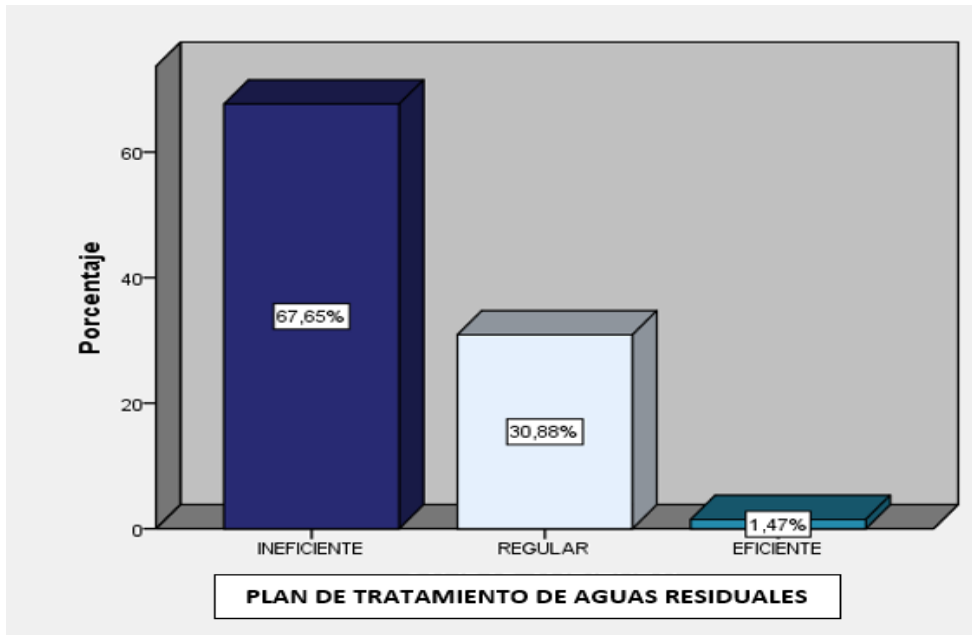 Porcentaje
60
40
20
0
67,65%
30,88%
1,47%
INEFICIENTE
REGULAR
EFICIENTE
PLAN DE TRATAMIENTO DE AGUAS RESIDUALES